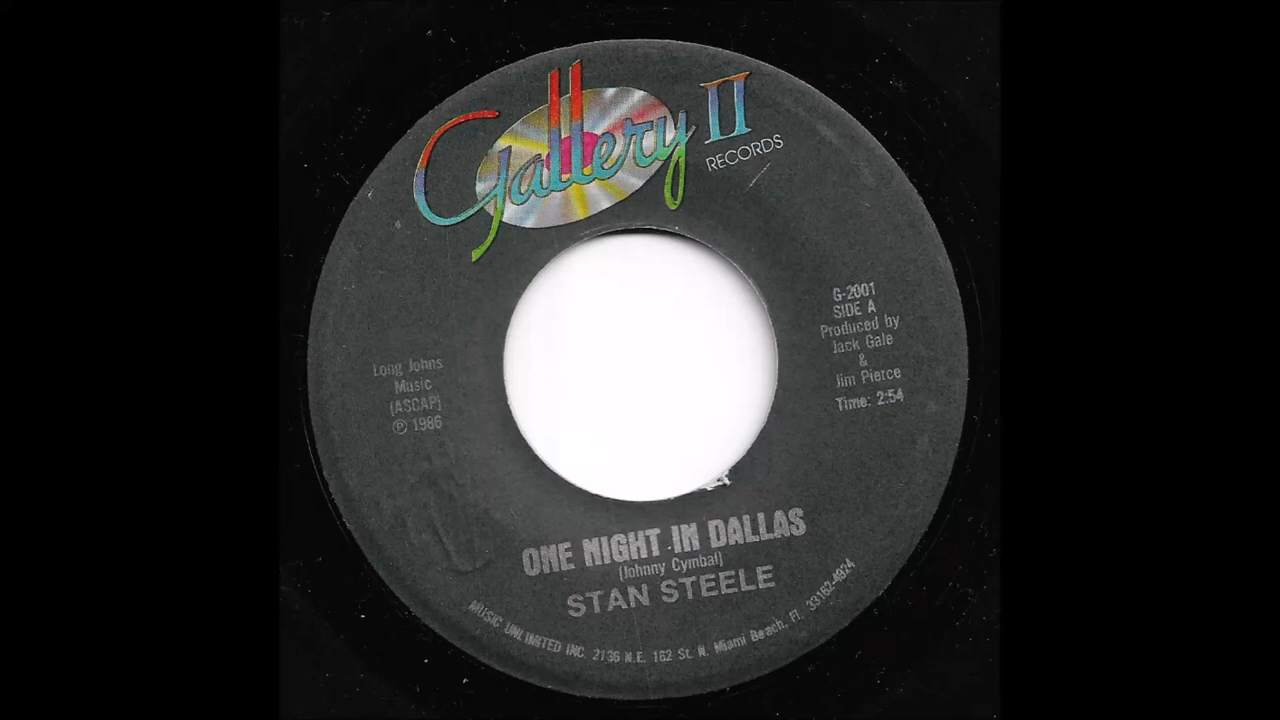 Gallery II
RECORDS
G-2001
SIDE A
Produced by
Jack Gale
&
Jim Pierce
Time: 2:54
Long Johns
Music
(ASCAP)
℗ 1986
ONE NIGHT IN DALLAS
(Johnny Cymbal)
STAN STEELE
MUSIC UNLIMITED INC. 2136 N.E. 162 St. N. Miami Beach, Fl. 33162-4924